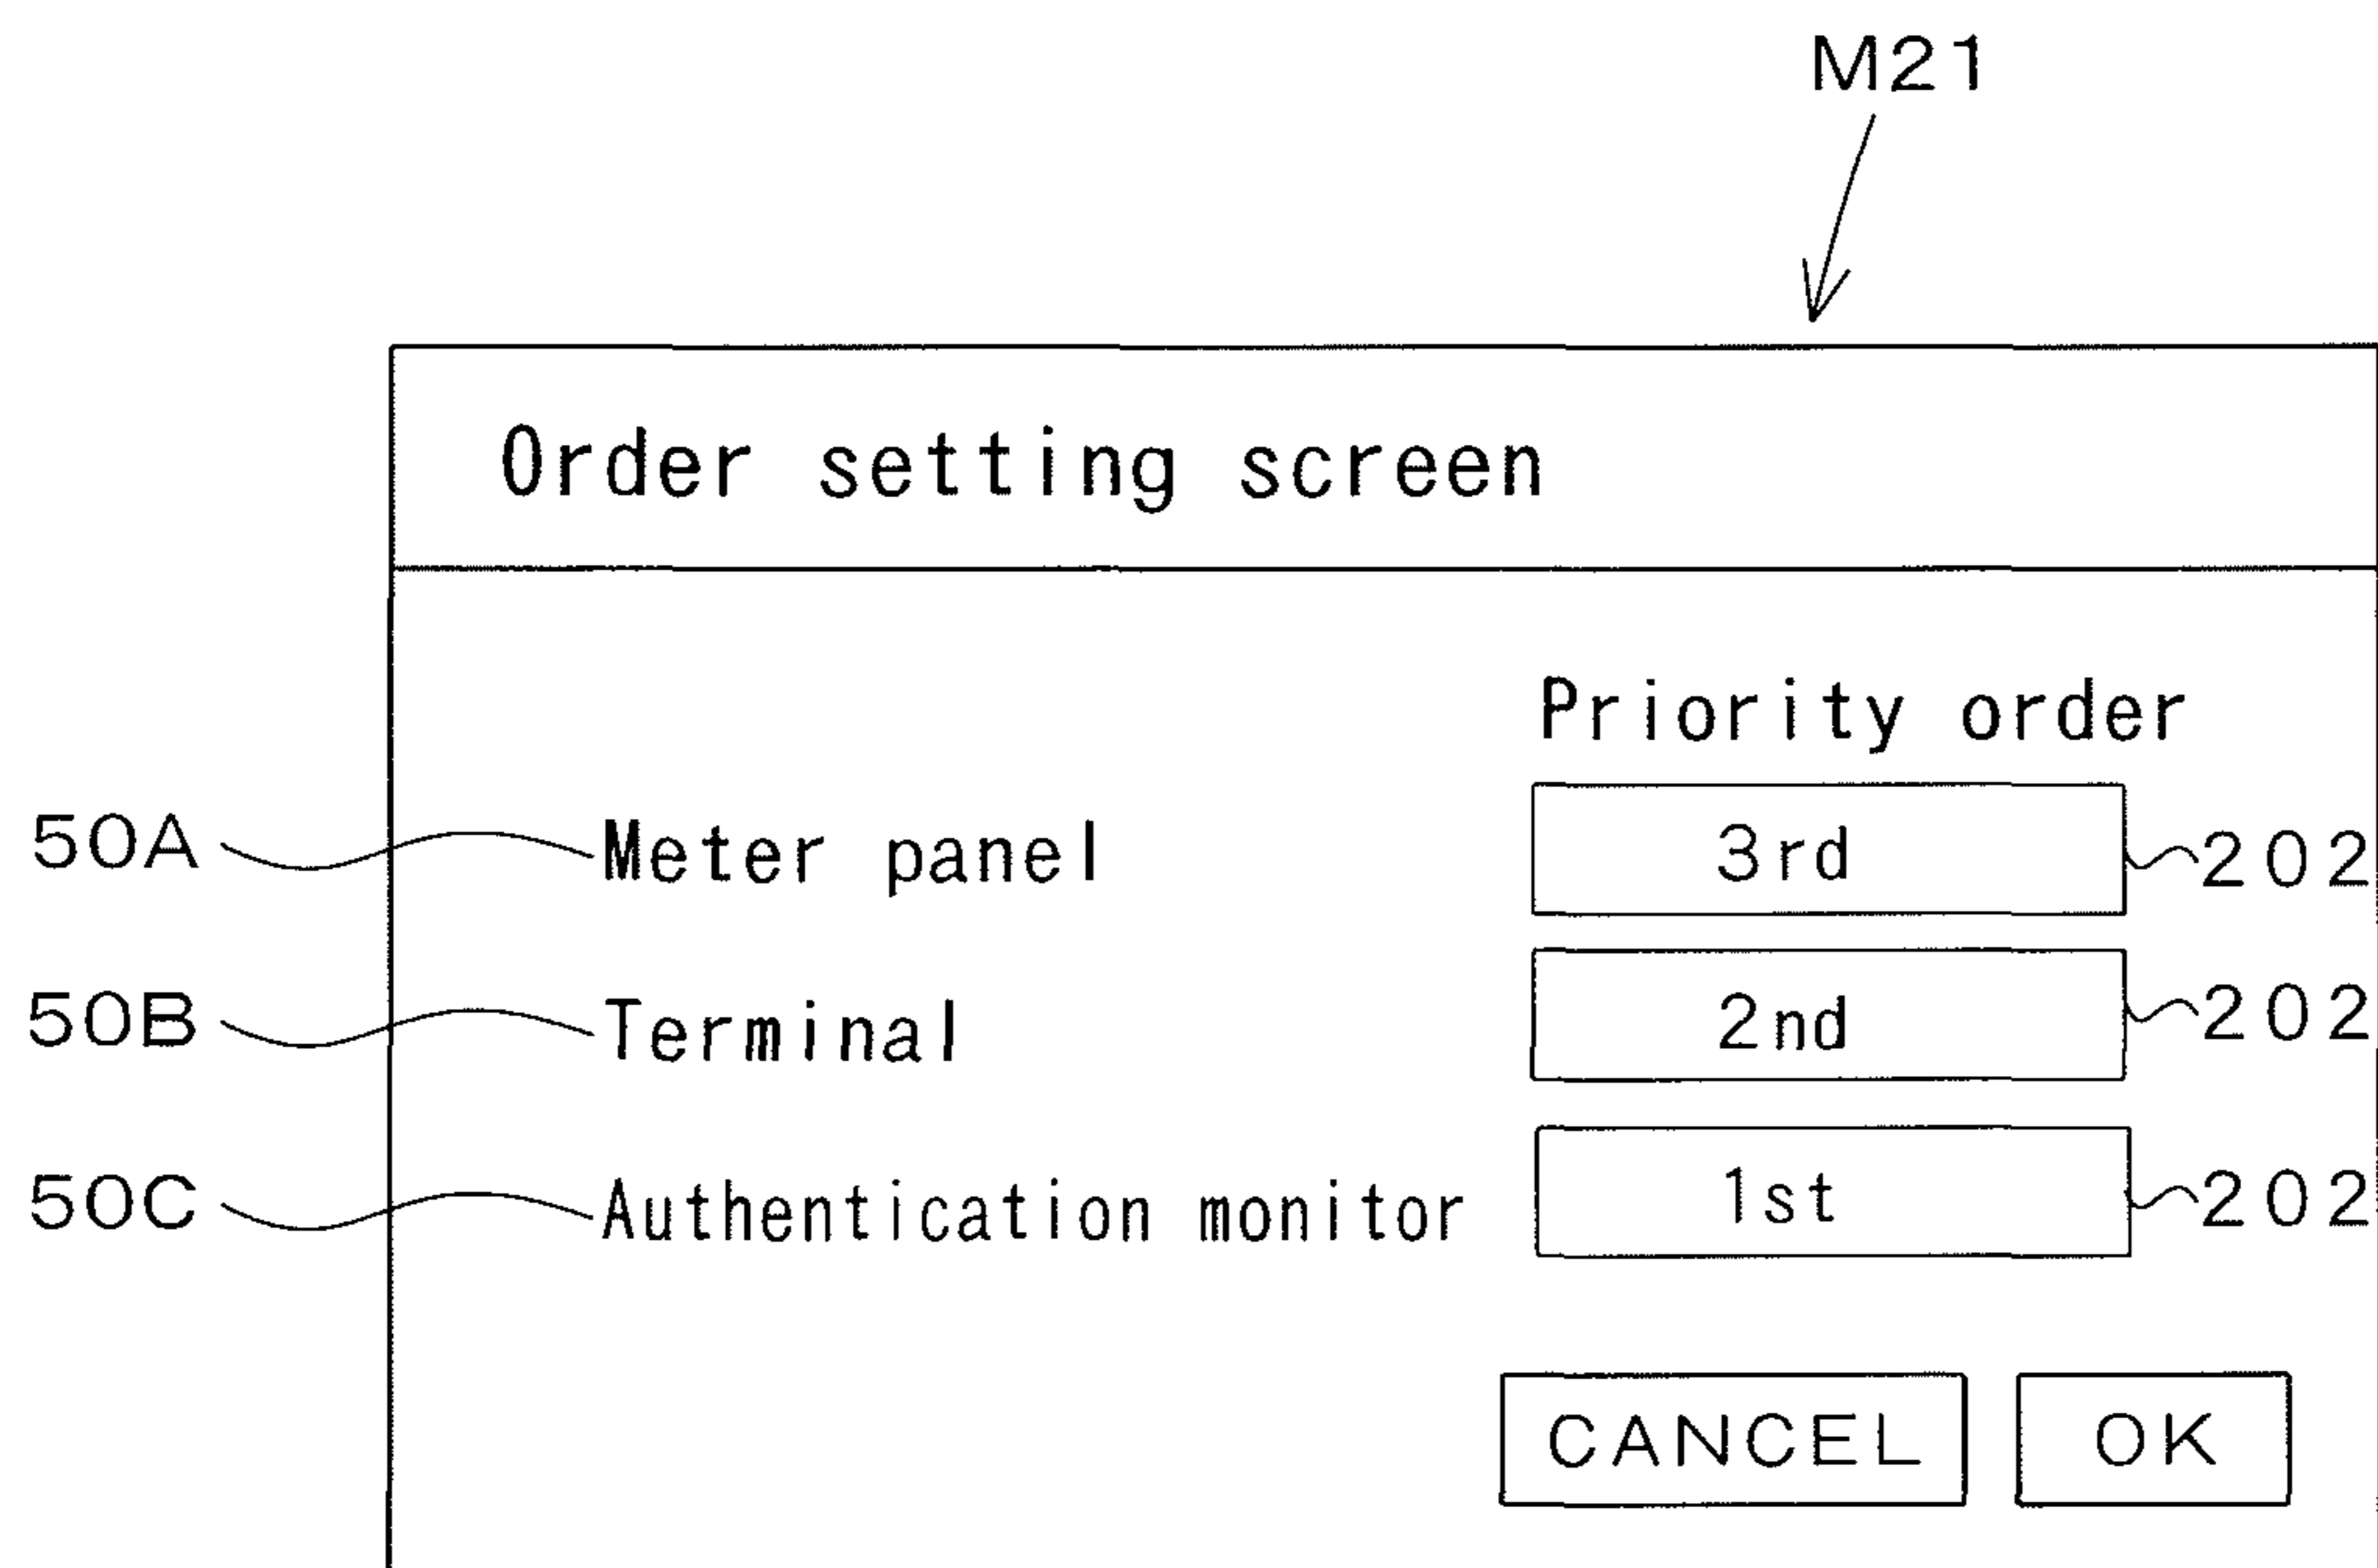 M21
Order setting screen
Priority order
50A Meter panel 3rd 202
50B Terminal 2nd 202
50C Authentication monitor 1st 202
CANCEL OK